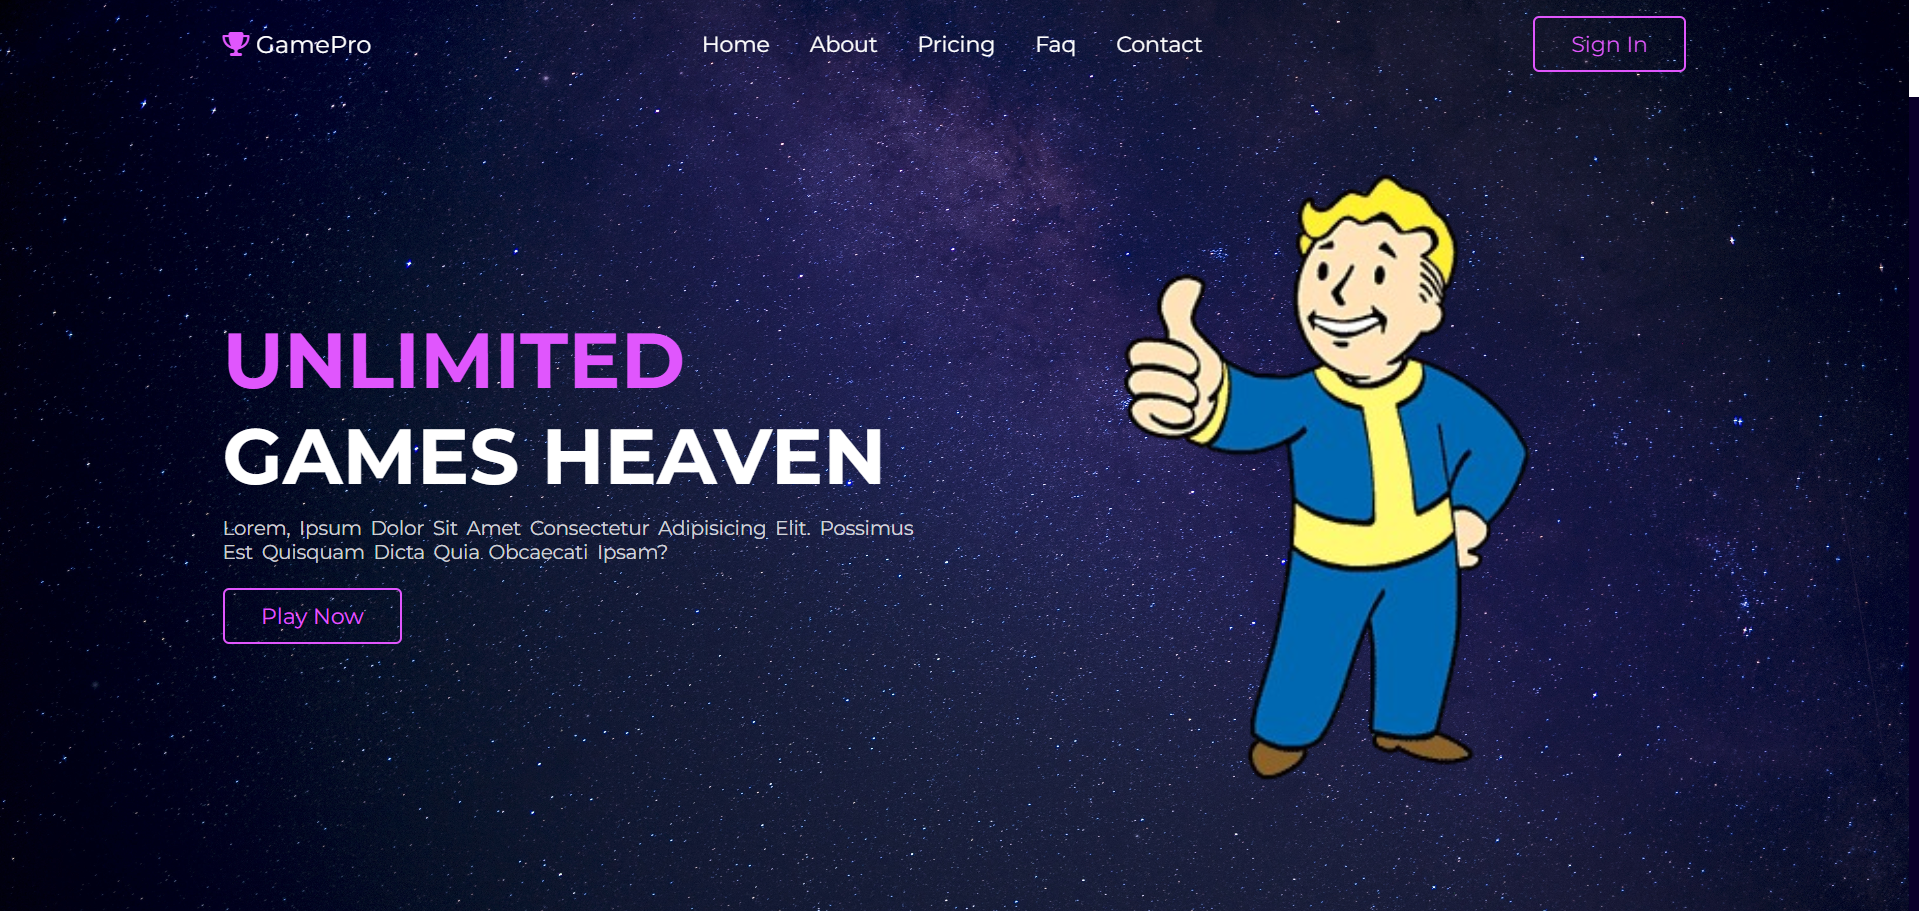 GamePro
Home About Pricing Faq Contact
Sign In
UNLIMITED
GAMES HEAVEN
Lorem, Ipsum Dolor Sit Amet Consectetur Adipisicing Elit. Possimus
Est Quisquam Dicta Quia Obcaecati Ipsam?
Play Now